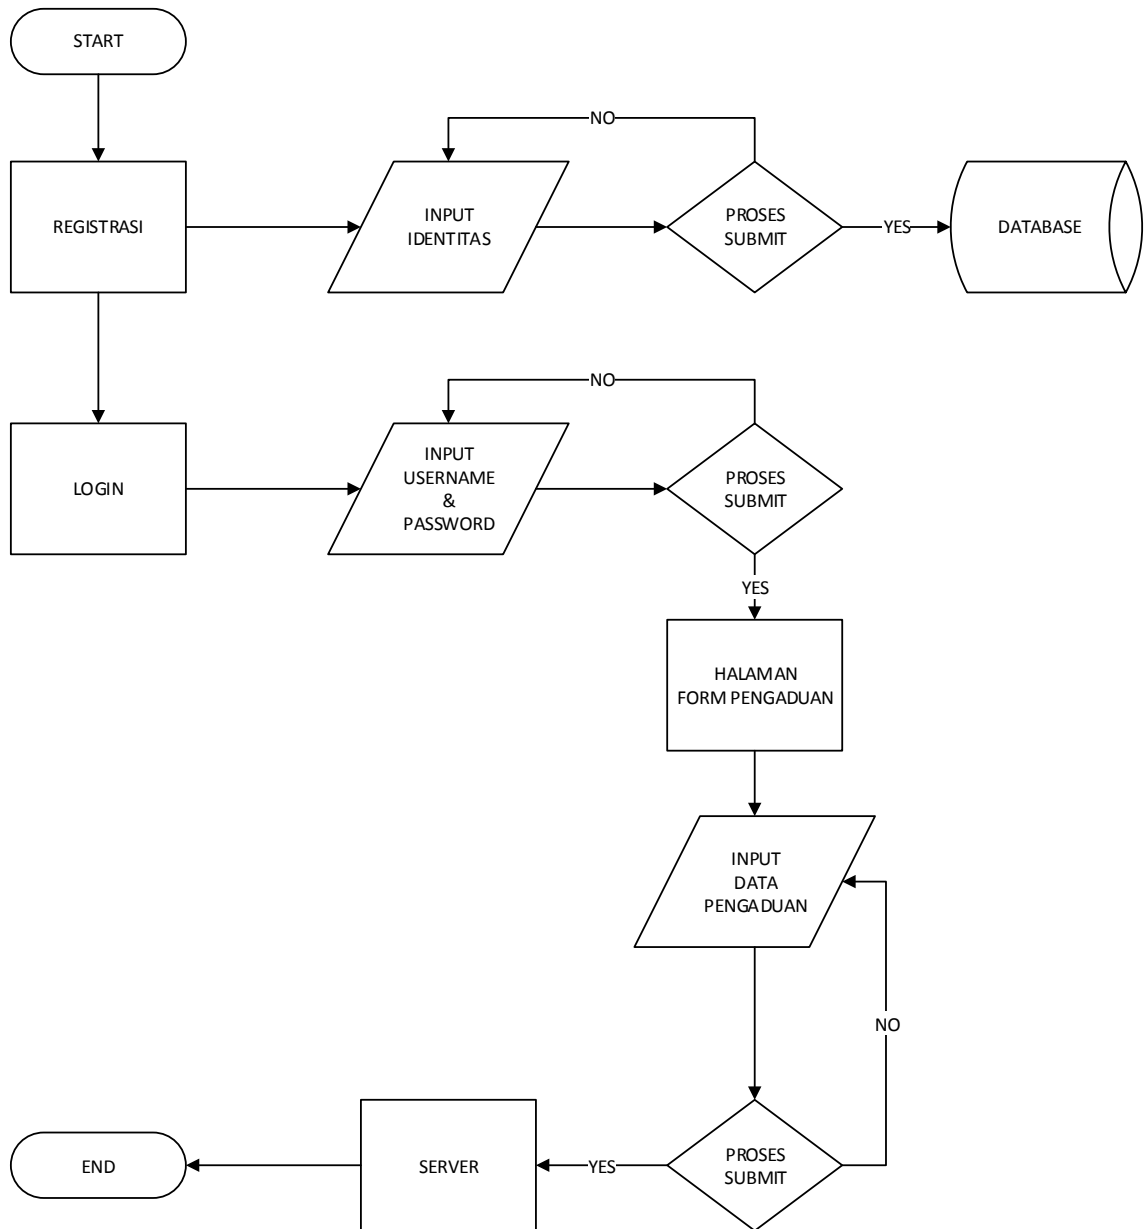 START
NO
REGISTRASI
INPUT
IDENTITAS
PROSES
SUBMIT
YES
DATABASE
NO
LOGIN
INPUT
USERNAME
&
PASSWORD
PROSES
SUBMIT
YES
HALAMAN
FORM PENGADUAN
INPUT
DATA
PENGADUAN
NO
END
SERVER
YES
PROSES
SUBMIT